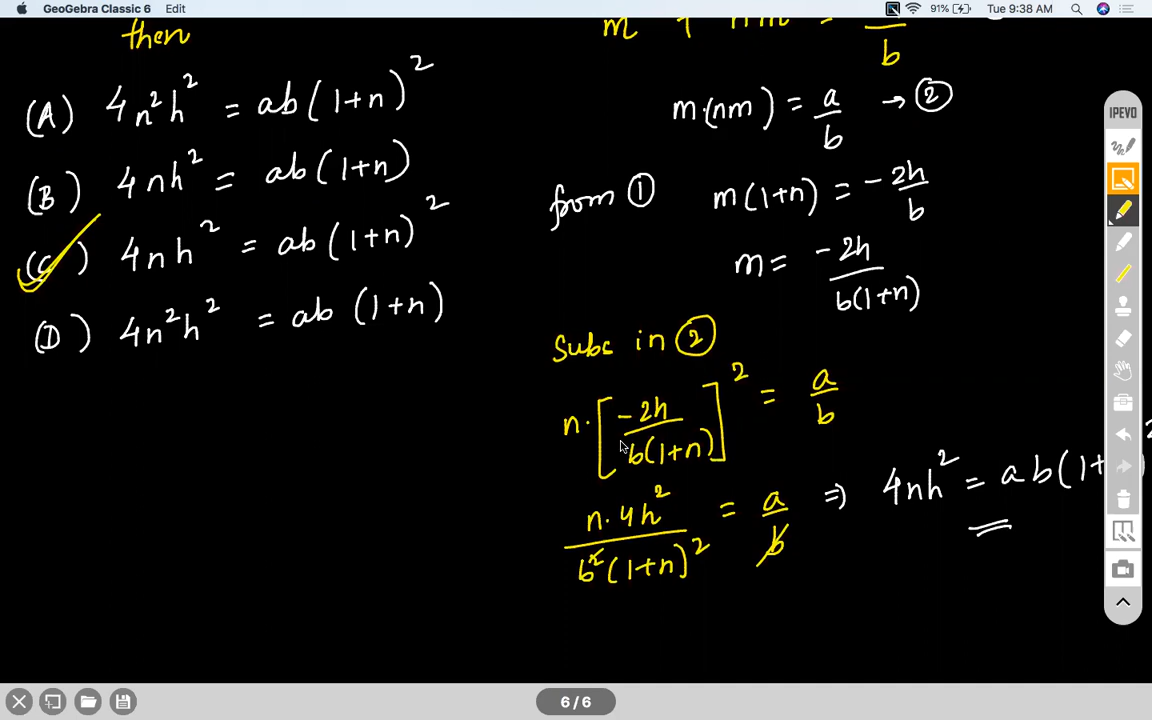 GeoGebra Classic 6 Edit 91% Tue 9:38 AM
then
(A) 4n²h² = ab(1+n)²
(B) 4nh² = ab(1+n)
(C) 4nh² = ab(1+n)²
(D) 4n²h² = ab(1+n)
b
m·(nm) = a/b → ②
from ① m(1+n) = -2h/b
m = -2h/b(1+n)
Subs in ②
n·[-2h/b(1+n)]² = a/b
n·4h²/b²(1+n)² = a/b ⇒ 4nh² = ab(1+
IPEVO
6/6